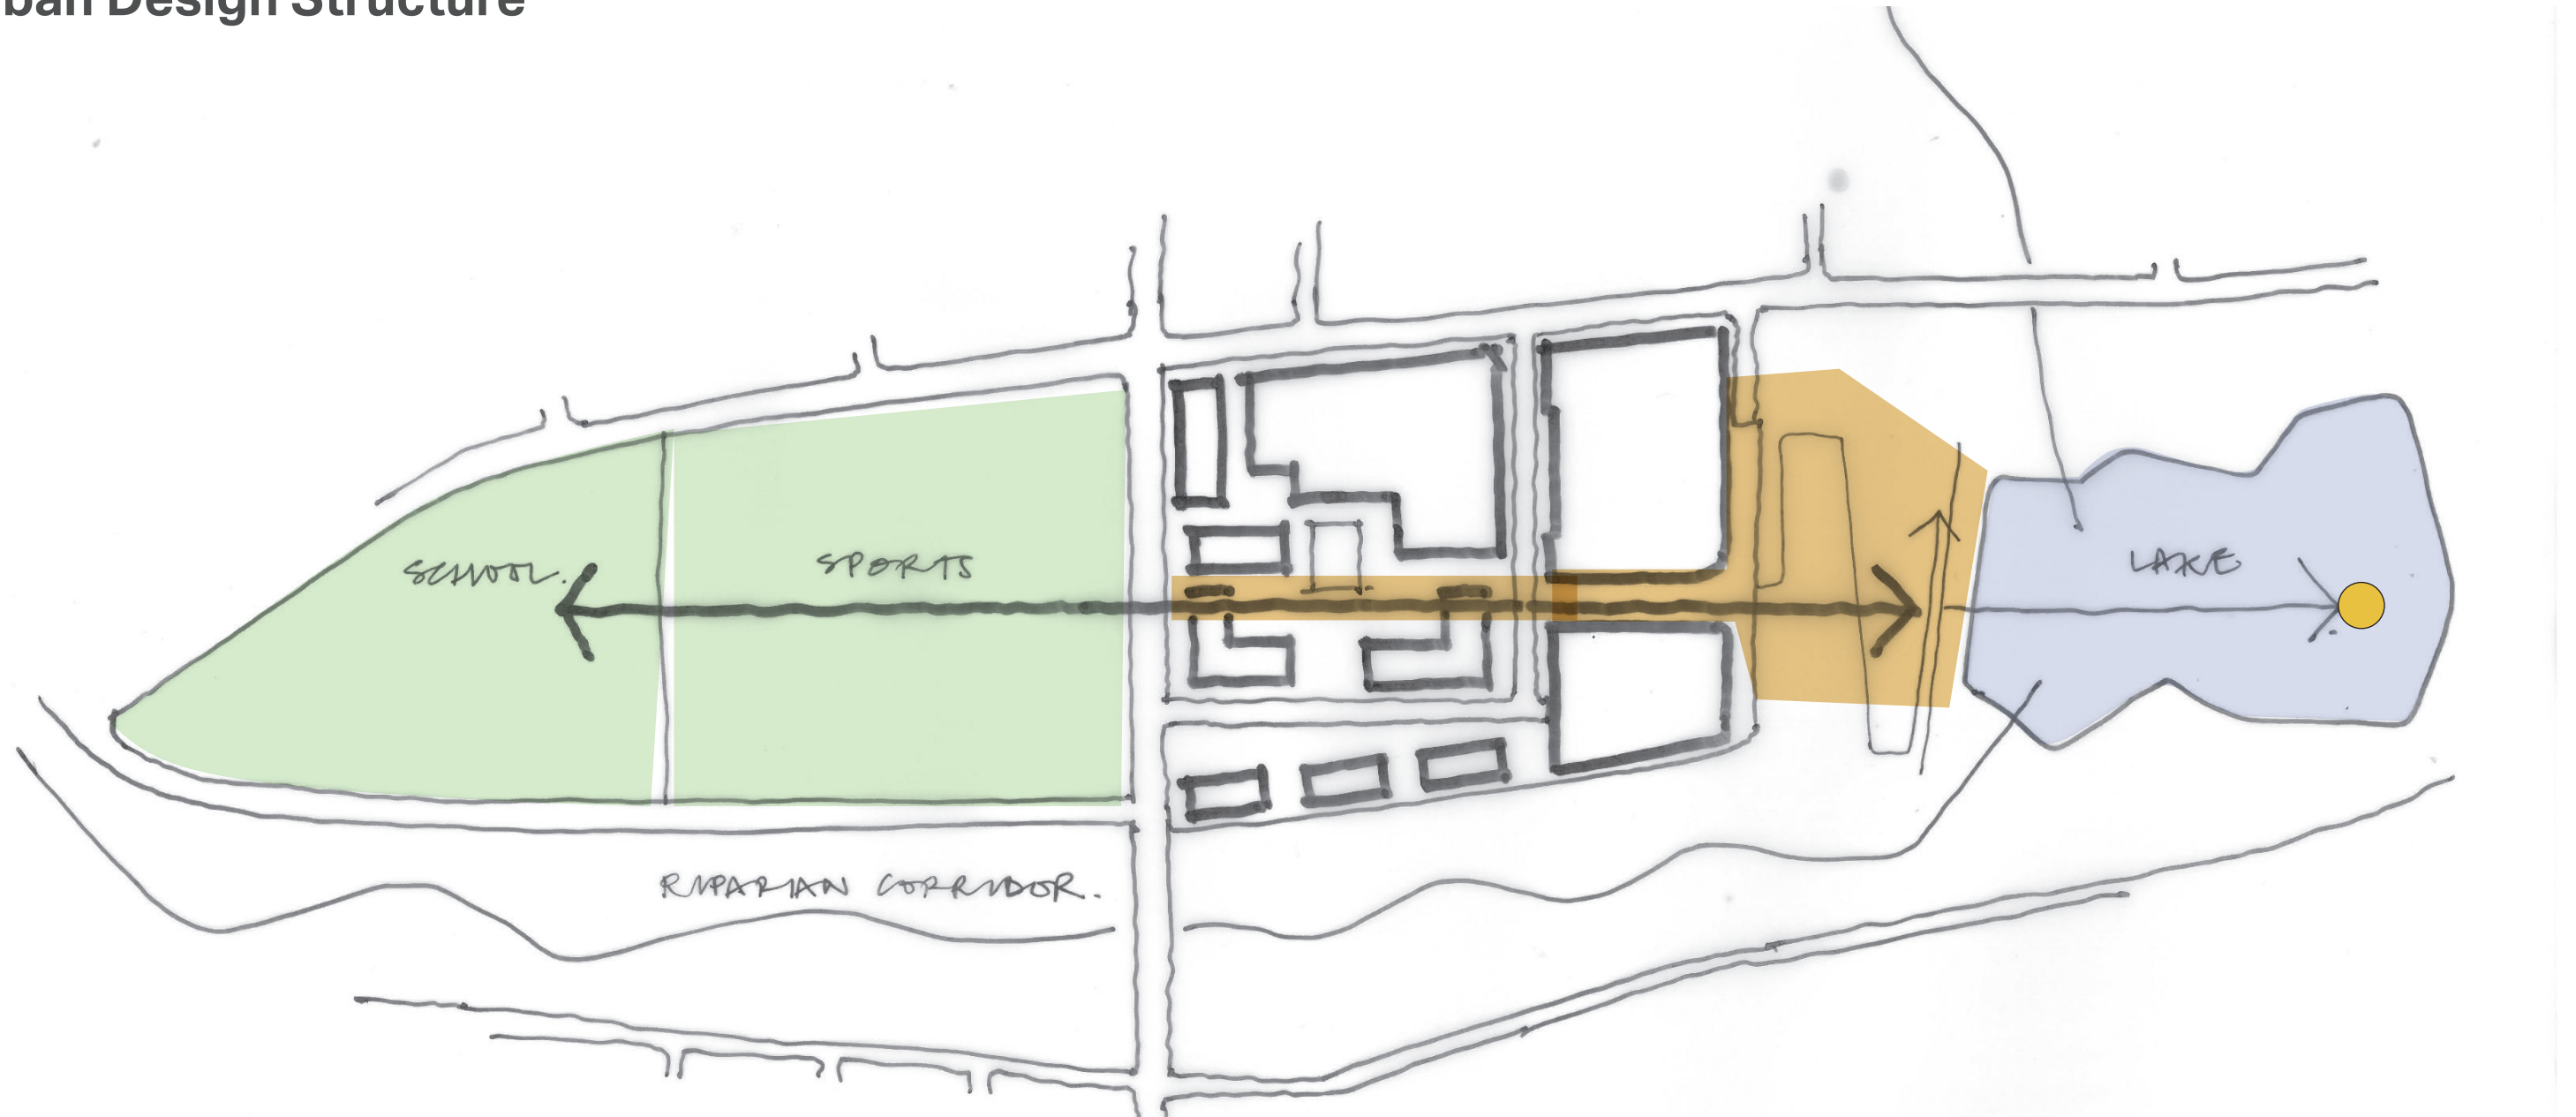 ban Design Structure
SCHOOL.
SPORTS
LAKE
RIPARIAN CORRIDOR.